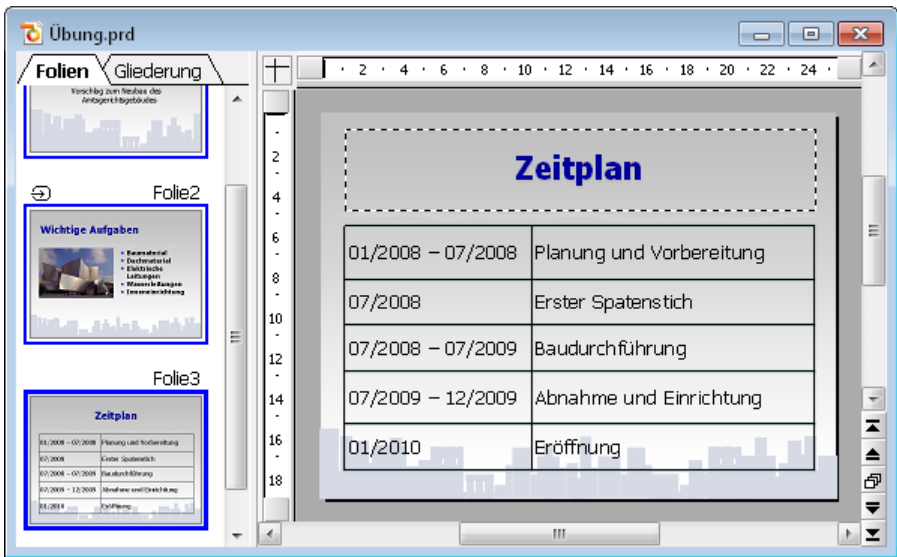 Übung.prd
Folien Gliederung
Vorschlag zum Neubau des
Amtsgerichtsgebäudes
Folie2
Wichtige Aufgaben
• Baumaterial
• Dachmaterial
• Elektrische
Leitungen
• Wasserleitungen
• Inneneinrichtung
Folie3
Zeitplan
01/2008 – 07/2008 Planung und Vorbereitung
07/2008 Erster Spatenstich
07/2008 – 07/2009 Baudurchführung
07/2009 – 12/2009 Abnahme und Einrichtung
01/2010 Eröffnung
2 4 6 8 10 12 14 16 18 20 22 24
2
4
6
8
10
12
14
16
18
Zeitplan
01/2008 – 07/2008 Planung und Vorbereitung
07/2008 Erster Spatenstich
07/2008 – 07/2009 Baudurchführung
07/2009 – 12/2009 Abnahme und Einrichtung
01/2010 Eröffnung